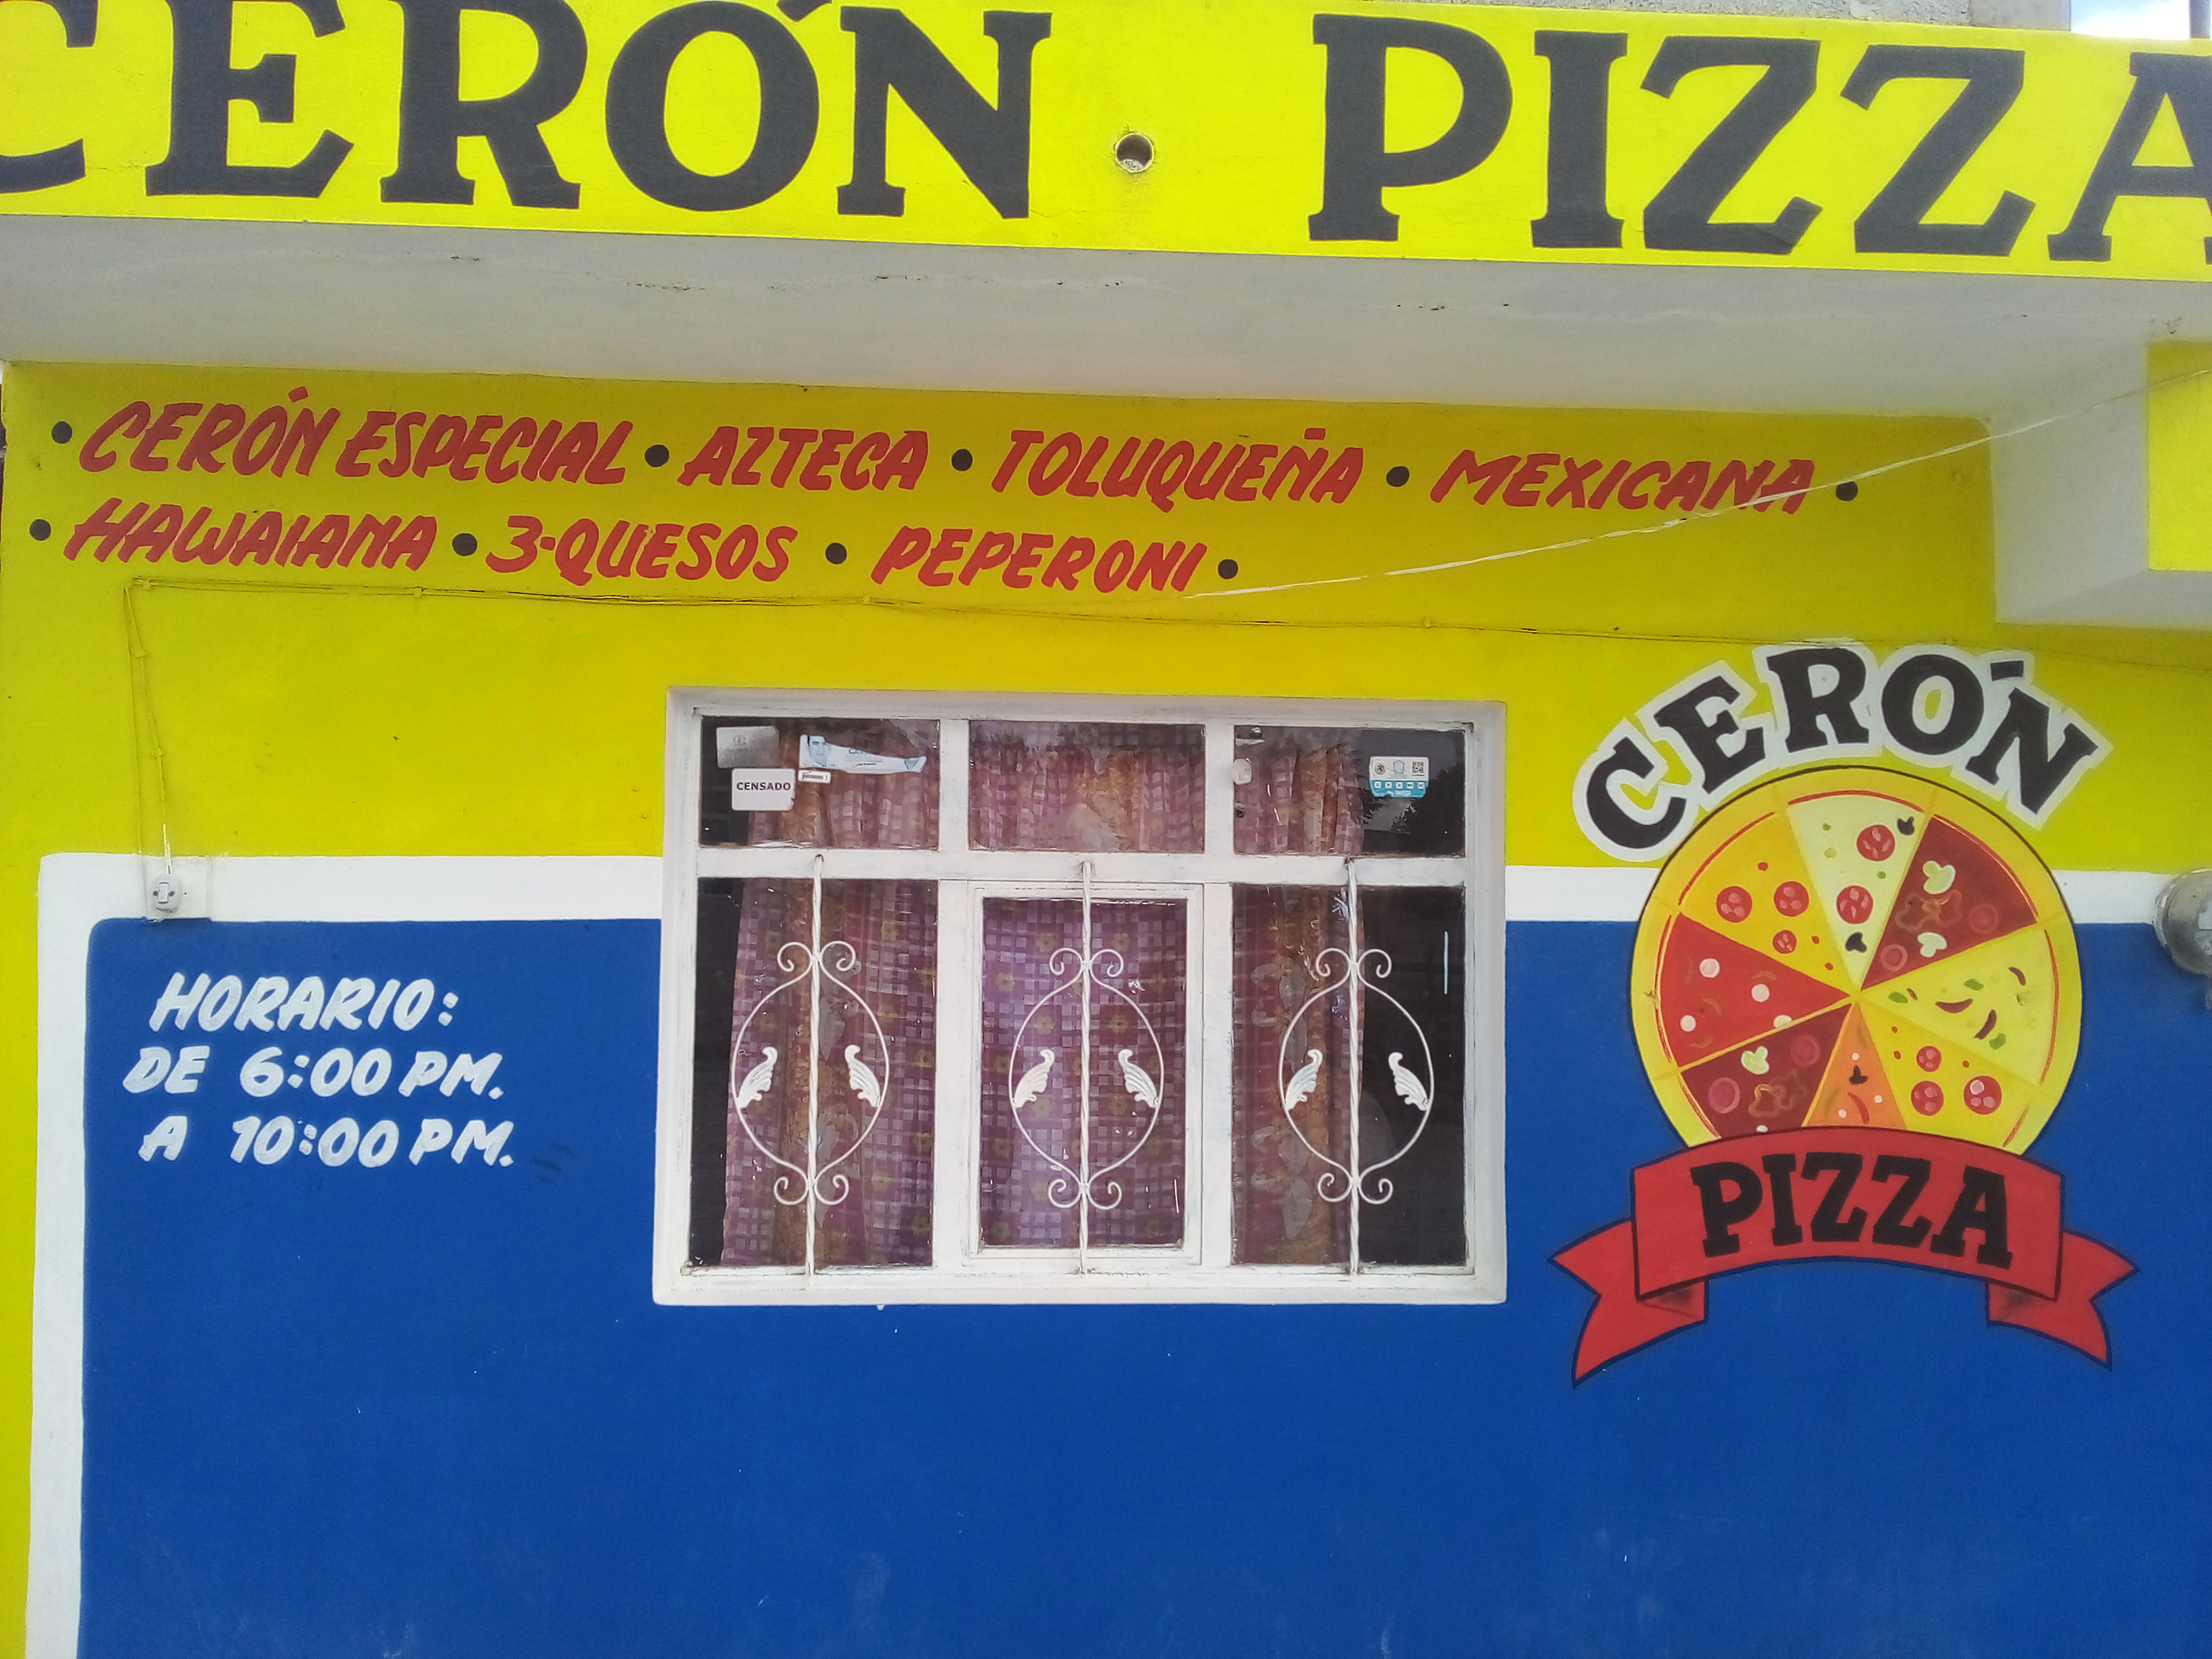 CERÓN PIZZA
• CERÓN ESPECIAL • AZTECA • TOLUQUEÑA • MEXICANA •
• HAWAIANA • 3-QUESOS • PEPERONI •
CERÓN
PIZZA
CENSADO
HORARIO:
DE 6:00 PM.
A 10:00 PM.